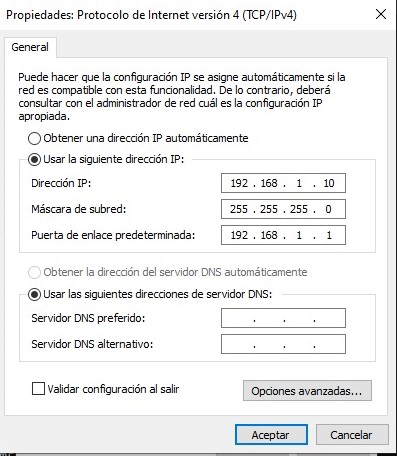 Propiedades: Protocolo de Internet versión 4 (TCP/IPv4)
General
Puede hacer que la configuración IP se asigne automáticamente si la
red es compatible con esta funcionalidad. De lo contrario, deberá
consultar con el administrador de red cuál es la configuración IP
apropiada.
Obtener una dirección IP automáticamente
Usar la siguiente dirección IP:
Dirección IP: 192 . 168 . 1 . 10
Máscara de subred: 255 . 255 . 255 . 0
Puerta de enlace predeterminada: 192 . 168 . 1 . 1
Obtener la dirección del servidor DNS automáticamente
Usar las siguientes direcciones de servidor DNS:
Servidor DNS preferido: . . .
Servidor DNS alternativo: . . .
Validar configuración al salir
Opciones avanzadas...
Aceptar Cancelar